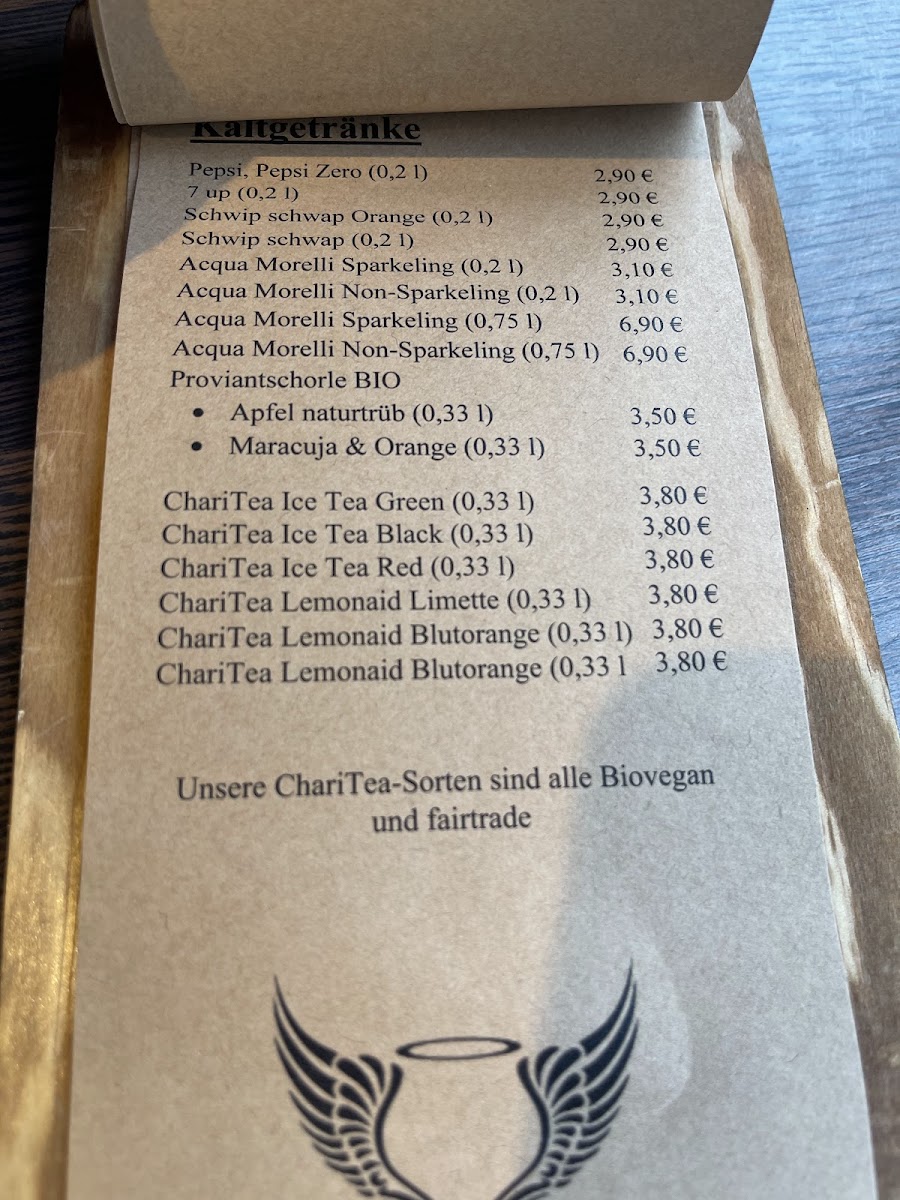 Kaltgetränke
Pepsi, Pepsi Zero (0,2 l) 2,90 €
7 up (0,2 l) 2,90 €
Schwip schwap Orange (0,2 l) 2,90 €
Schwip schwap (0,2 l) 2,90 €
Acqua Morelli Sparkeling (0,2 l) 3,10 €
Acqua Morelli Non-Sparkeling (0,2 l) 3,10 €
Acqua Morelli Sparkeling (0,75 l) 6,90 €
Acqua Morelli Non-Sparkeling (0,75 l) 6,90 €
Proviantschorle BIO
• Apfel naturtrüb (0,33 l) 3,50 €
• Maracuja & Orange (0,33 l) 3,50 €
ChariTea Ice Tea Green (0,33 l) 3,80 €
ChariTea Ice Tea Black (0,33 l) 3,80 €
ChariTea Ice Tea Red (0,33 l) 3,80 €
ChariTea Lemonaid Limette (0,33 l) 3,80 €
ChariTea Lemonaid Blutorange (0,33 l) 3,80 €
ChariTea Lemonaid Blutorange (0,33 l 3,80 €
Unsere ChariTea-Sorten sind alle Biovegan
und fairtrade